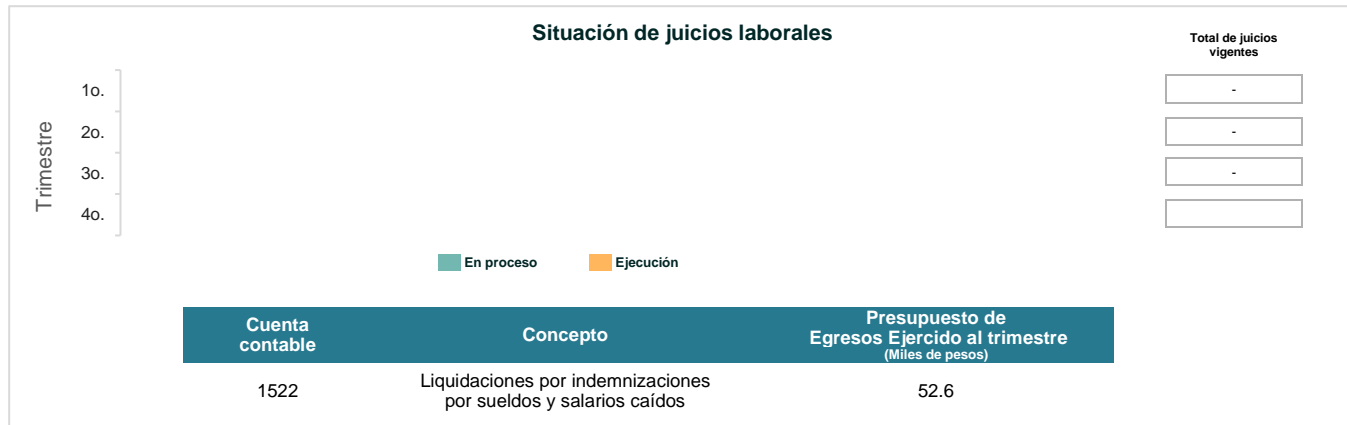 Situación de juicios laborales
Total de juicios
vigentes
Trimestre
1o.
-
2o.
-
3o.
-
4o.
En proceso
Ejecución
Cuenta
contable
Concepto
Presupuesto de
Egresos Ejercido al trimestre
(Miles de pesos)
1522
Liquidaciones por indemnizaciones
por sueldos y salarios caídos
52.6